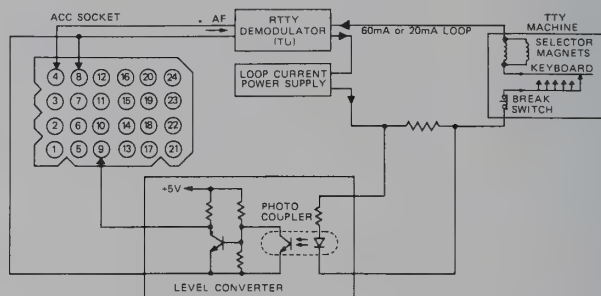 ACC SOCKET
AF
RTTY
DEMODULATOR
(TU)
60mA or 20mA LOOP
TTY
MACHINE
SELECTOR
MAGNETS
KEYBOARD
BREAK
SWITCH
LOOP CURRENT
POWER SUPPLY
4 8 12 16 20 24
3 7 11 15 19 23
2 6 10 14 18 22
1 5 9 13 17 21
+5V
PHOTO
COUPLER
LEVEL CONVERTER